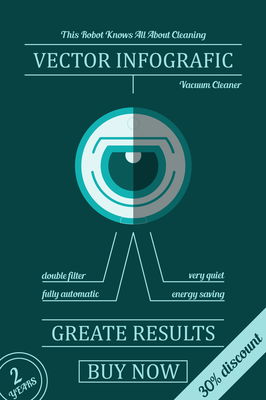 This Robot Knows All About Cleaning
VECTOR INFOGRAFIC
Vacuum Cleaner
double filter
very quiet
fully automatic
energy saving
GREATE RESULTS
BUY NOW
2
YEARS
30% discount